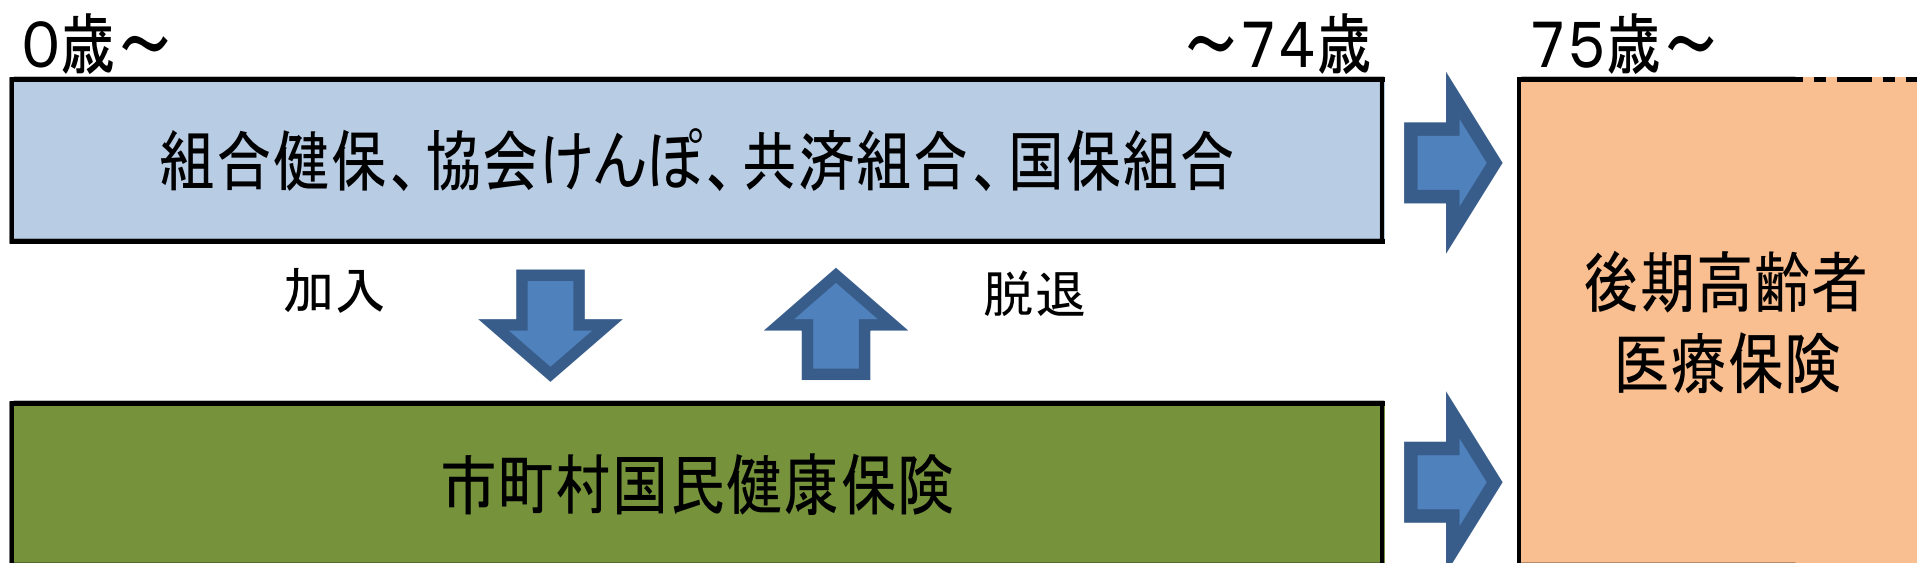 0歳～
～74歳
75歳～
組合健保、協会けんぽ、共済組合、国保組合
加入
脱退
後期高齢者
医療保険
市町村国民健康保険